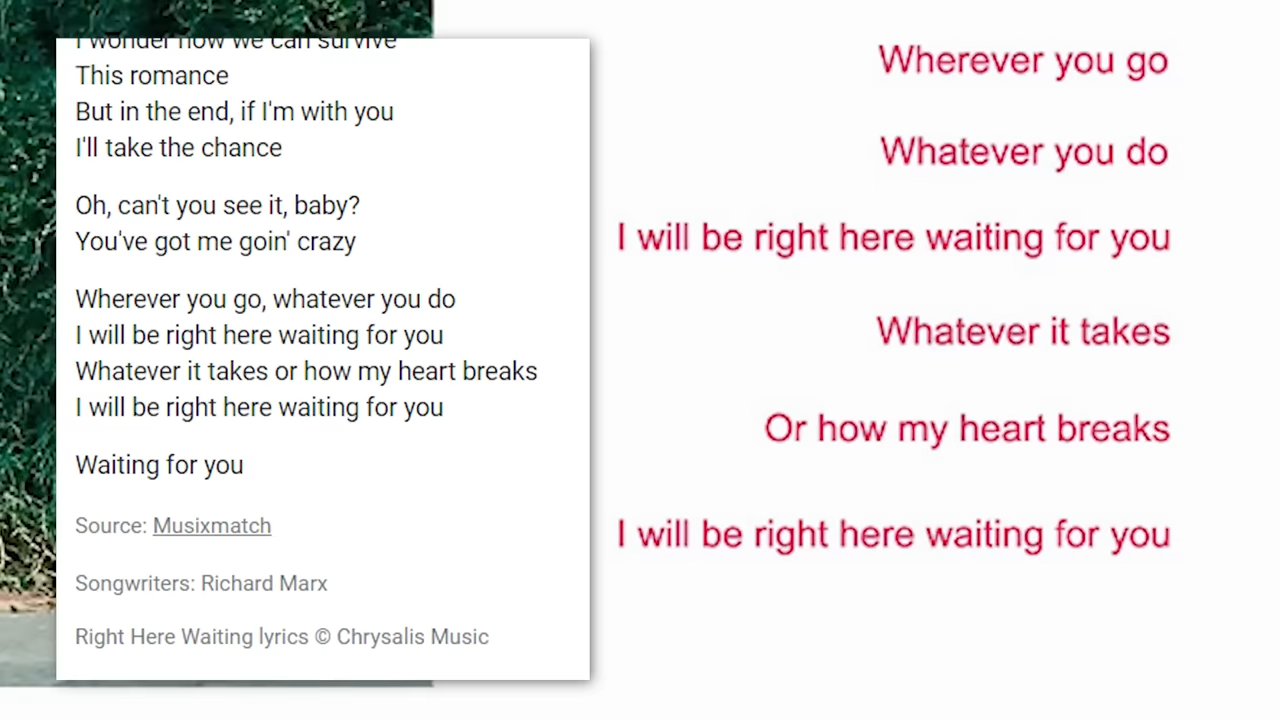 I wonder how we can survive
This romance
But in the end, if I'm with you
I'll take the chance
Oh, can't you see it, baby?
You've got me goin' crazy
Wherever you go, whatever you do
I will be right here waiting for you
Whatever it takes or how my heart breaks
I will be right here waiting for you
Waiting for you
Source: Musixmatch
Songwriters: Richard Marx
Right Here Waiting lyrics © Chrysalis Music
Wherever you go
Whatever you do
I will be right here waiting for you
Whatever it takes
Or how my heart breaks
I will be right here waiting for you